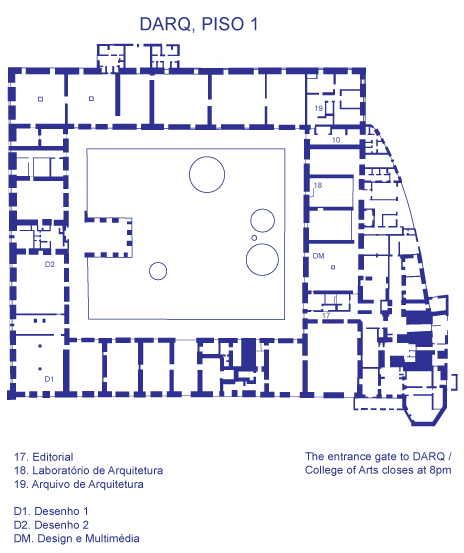 DARQ, PISO 1
19
10
18
D2
DM
17
D1
17. Editorial
18. Laboratório de Arquitetura
19. Arquivo de Arquitetura
D1. Desenho 1
D2. Desenho 2
DM. Design e Multimédia
The entrance gate to DARQ /
College of Arts closes at 8pm